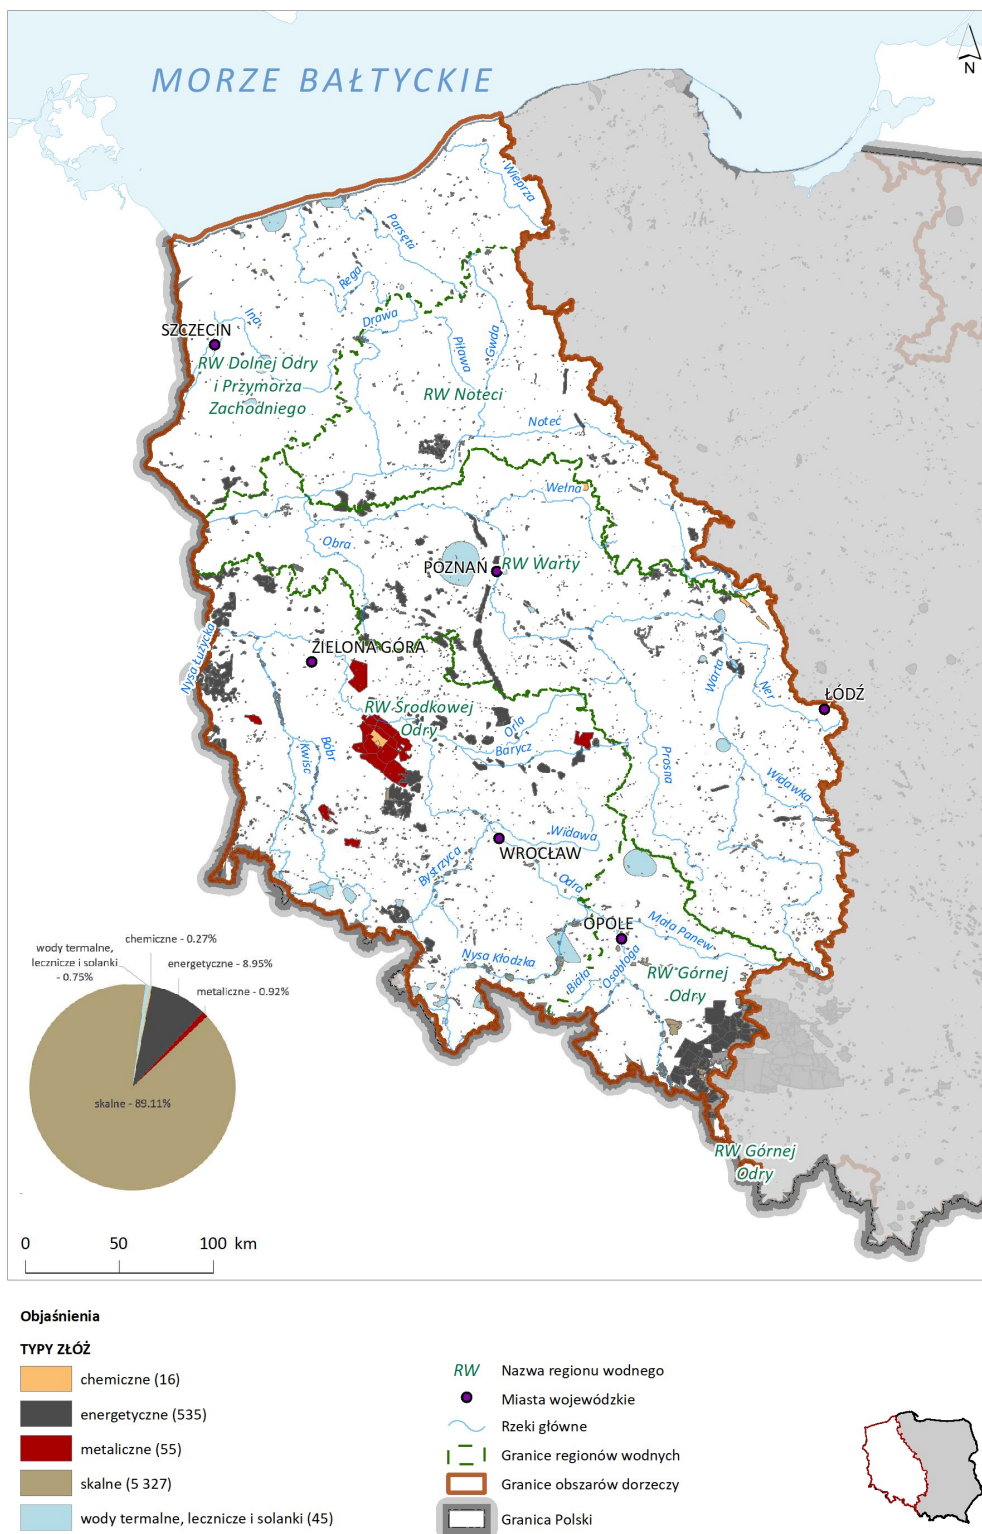 MORZE BAŁTYCKIE
N
Wieprza
Parsęta
Rega
Ina
Drawa
SZCZECIN
Piława
Gwda
RW Dolnej Odry
i Przymorza
Zachodniego
RW Noteci
Noteć
Wełna
Obra
POZNAŃ
RW Warty
Nysa Łużycka
ZIELONA GÓRA
Warta
Ner
ŁÓDŹ
RW Środkowej
Odry
Orla
Barycz
Kwisc
Bóbr
Prosna
Widawka
Widawa
WROCŁAW
Bystrzyca
Odra
OPOLE
Mała Panew
Nysa Kłodzka
Biała
Osobłoga
RW Górnej
Odry
RW Górnej
Odry
chemiczne - 0.27%
wody termalne,
lecznicze i solanki
- 0.75%
energetyczne - 8.95%
metaliczne - 0.92%
skalne - 89.11%
0 50 100 km
Objaśnienia
TYPY ZŁÓŻ
chemiczne (16)
energetyczne (535)
metaliczne (55)
skalne (5 327)
wody termalne, lecznicze i solanki (45)
RW Nazwa regionu wodnego
Miasta wojewódzkie
Rzeki główne
Granice regionów wodnych
Granice obszarów dorzeczy
Granica Polski